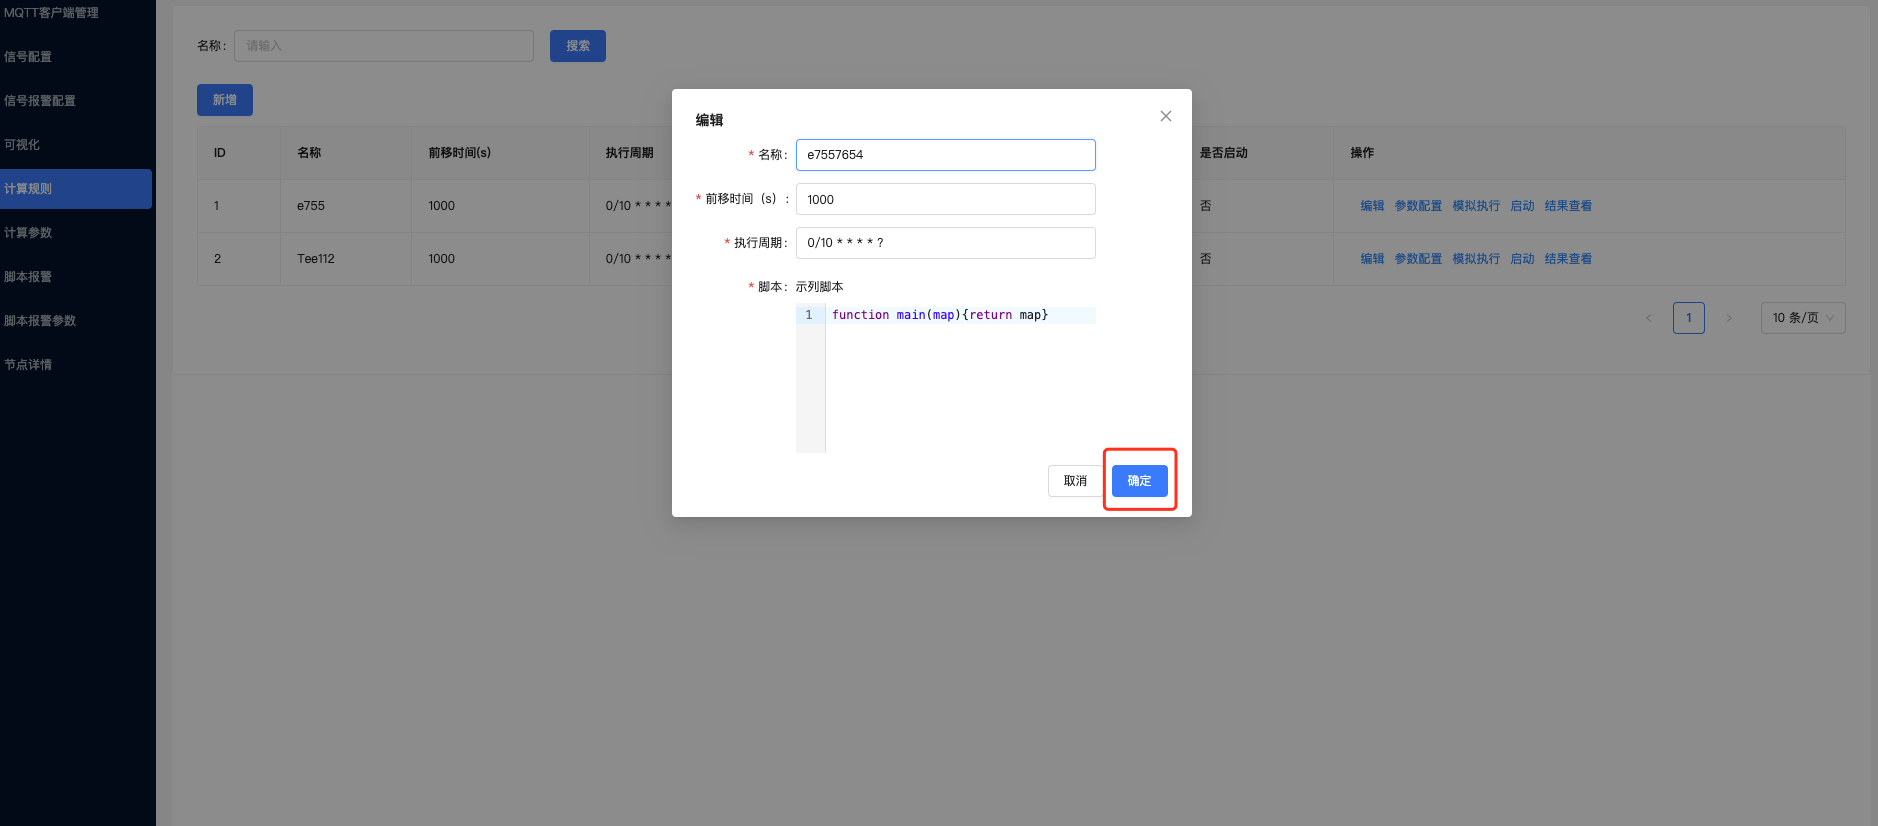 MQTT客户端管理
信号配置
信号报警配置
可视化
计算规则
计算参数
脚本报警
脚本报警参数
节点详情
名称： 请输入 搜索
新增
ID 名称 前移时间(s) 执行周期 是否启动 操作
1 e755 1000 0/10 * * * * 否 编辑 参数配置 模拟执行 启动 结果查看
2 Tee112 1000 0/10 * * * * 否 编辑 参数配置 模拟执行 启动 结果查看
< 1 > 10 条/页
编辑
* 名称： e7557654
* 前移时间（s）： 1000
* 执行周期： 0/10 * * * * ?
* 脚本： 示列脚本
1 function main(map){return map}
取消 确定